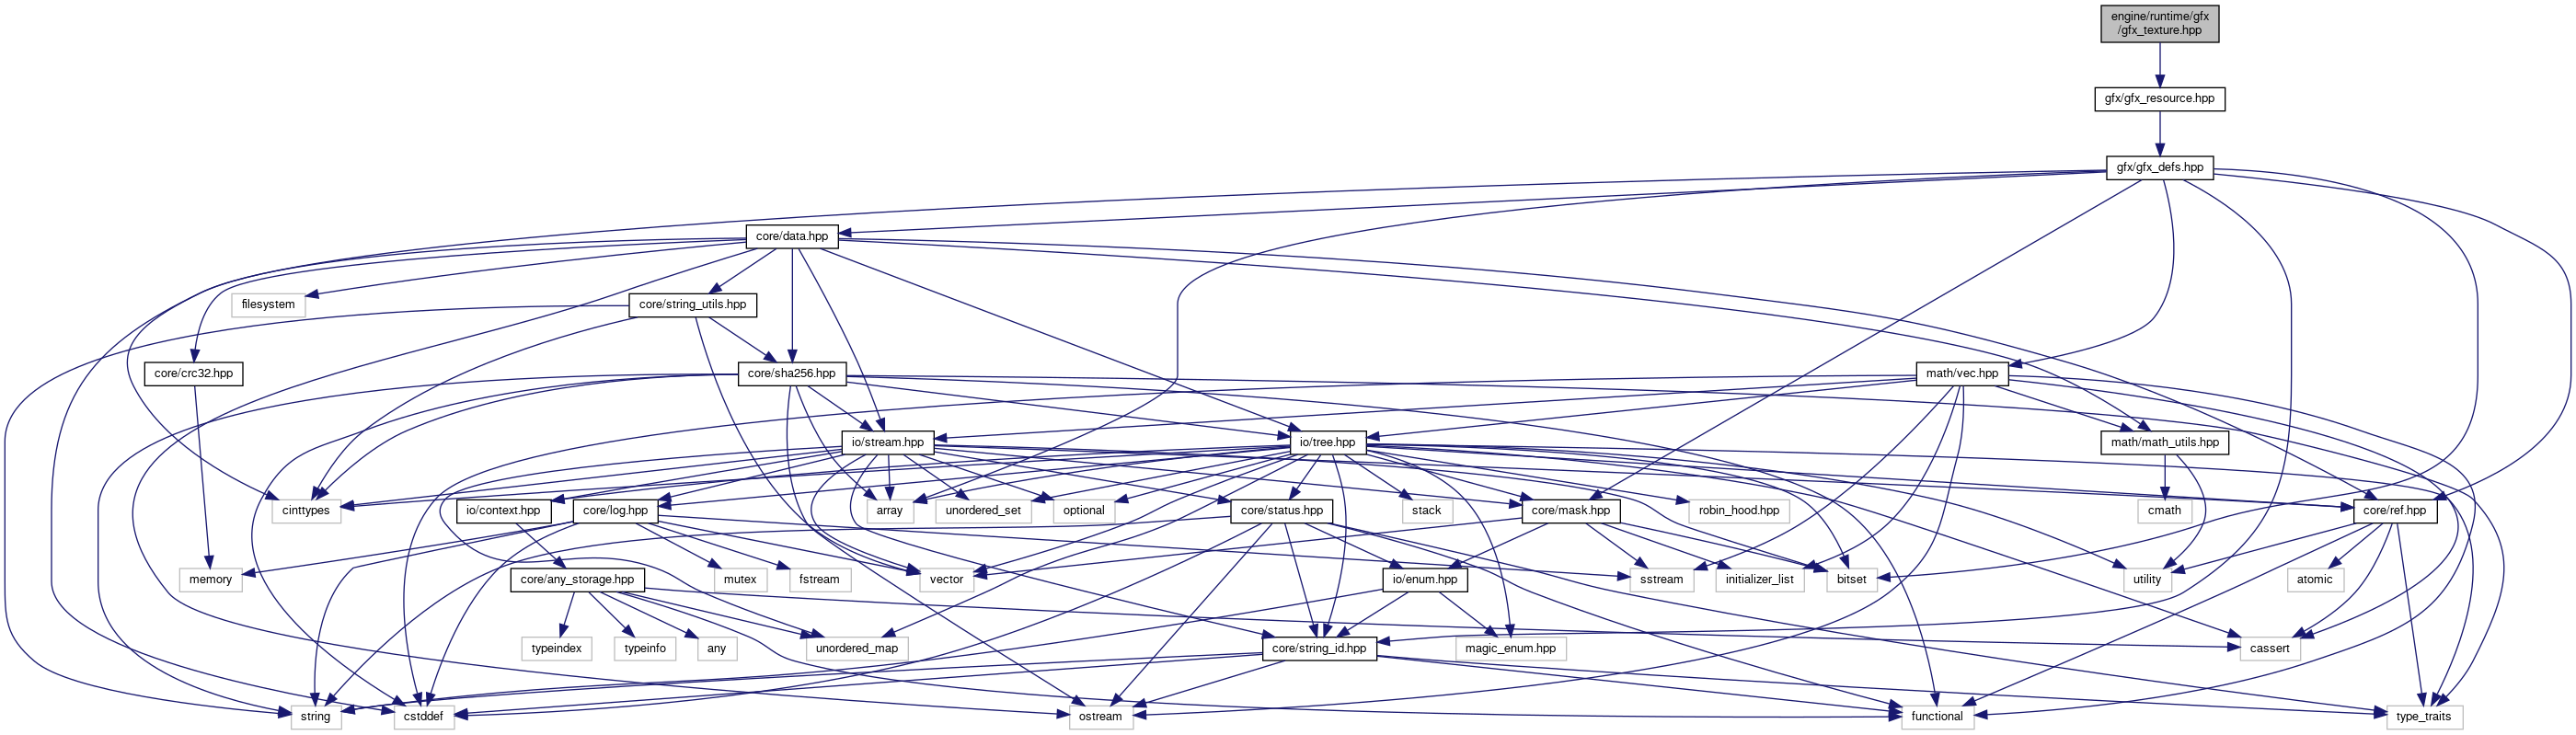 engine/runtime/gfx
/gfx_texture.hpp
gfx/gfx_resource.hpp
gfx/gfx_defs.hpp
core/data.hpp
filesystem
core/string_utils.hpp
core/crc32.hpp
core/sha256.hpp
math/vec.hpp
io/stream.hpp
io/tree.hpp
math/math_utils.hpp
cinttypes
io/context.hpp
core/log.hpp
array
unordered_set
optional
core/status.hpp
stack
core/mask.hpp
robin_hood.hpp
cmath
core/ref.hpp
memory
core/any_storage.hpp
mutex
fstream
vector
io/enum.hpp
sstream
initializer_list
bitset
utility
atomic
typeindex
typeinfo
any
unordered_map
core/string_id.hpp
magic_enum.hpp
cassert
string
cstddef
ostream
functional
type_traits